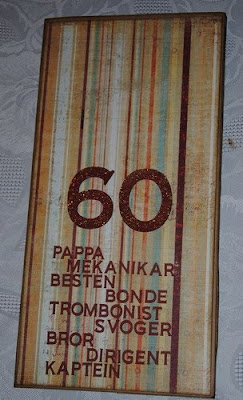 60
PAPPA
MEKANIKAR
BESTEN
BONDE
TROMBONIST
SVOGER
BROR
DIRIGENT
KAPTEIN